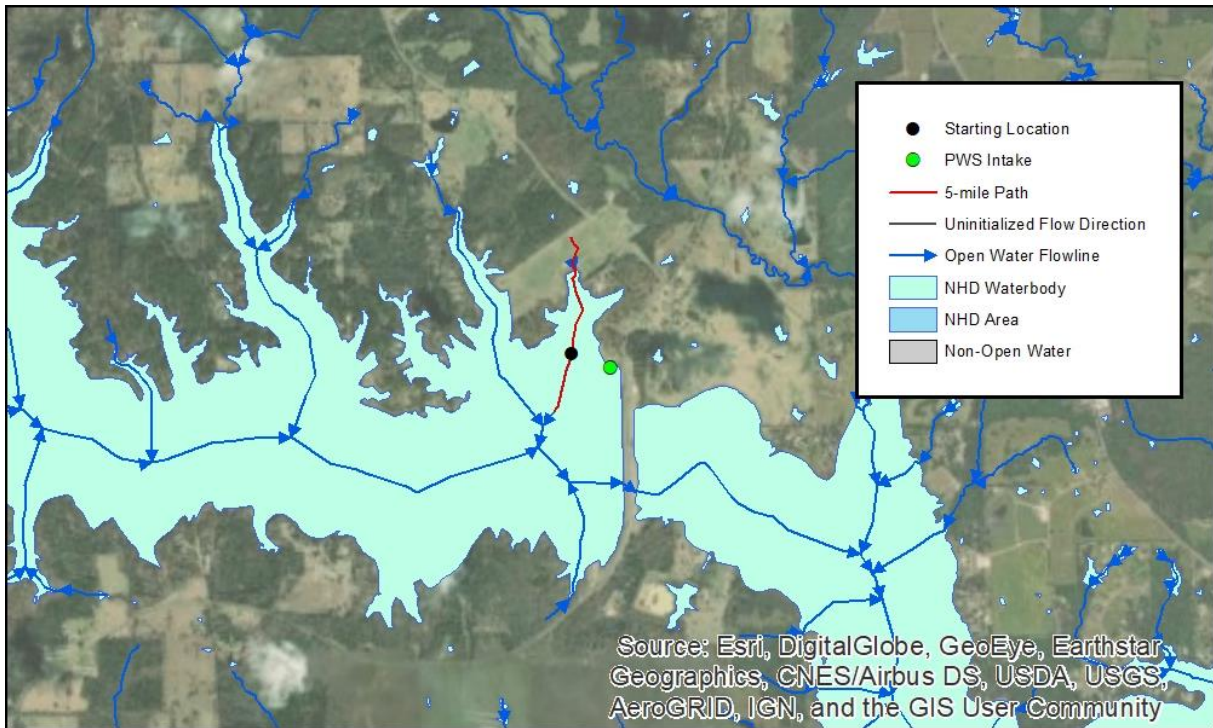 Starting Location
PWS Intake
5-mile Path
Uninitialized Flow Direction
Open Water Flowline
NHD Waterbody
NHD Area
Non-Open Water
Source: Esri, DigitalGlobe, GeoEye, Earthstar
Geographics, CNES/Airbus DS, USDA, USGS,
AeroGRID, IGN, and the GIS User Community